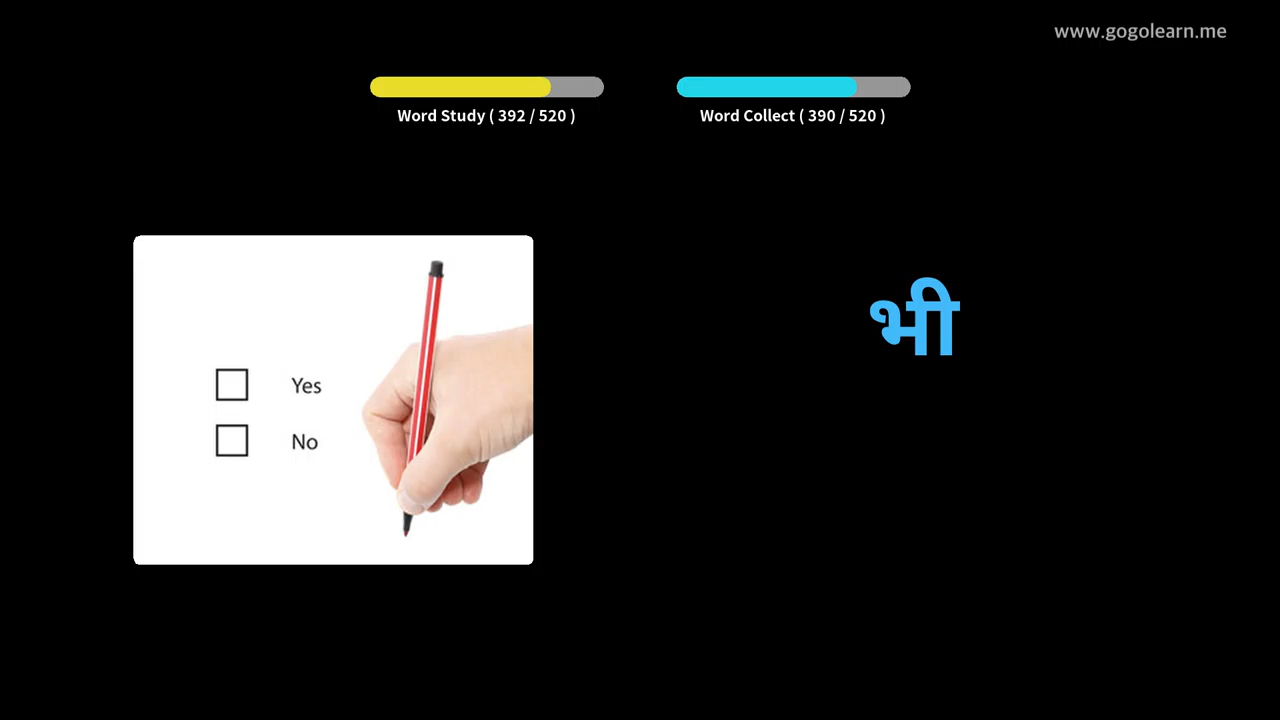 www.gogolearn.me
Word Study ( 392 / 520 )
Word Collect ( 390 / 520 )
भी
Yes
No